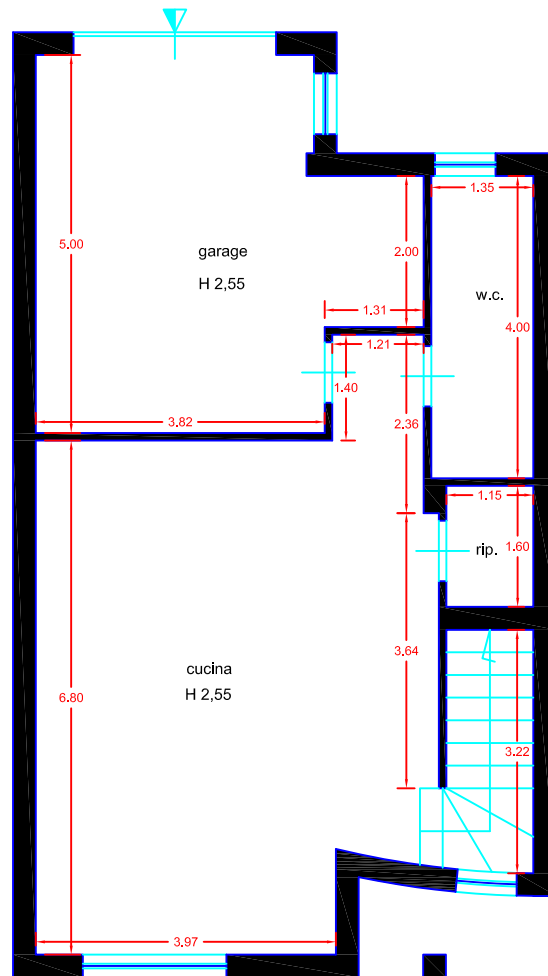 1.35
5.00
garage
2.00
H 2,55
w.c.
1.31
4.00
1.21
1.40
3.82
2.36
1.15
rip.
1.60
3.64
cucina
6.80
H 2,55
3.22
3.97